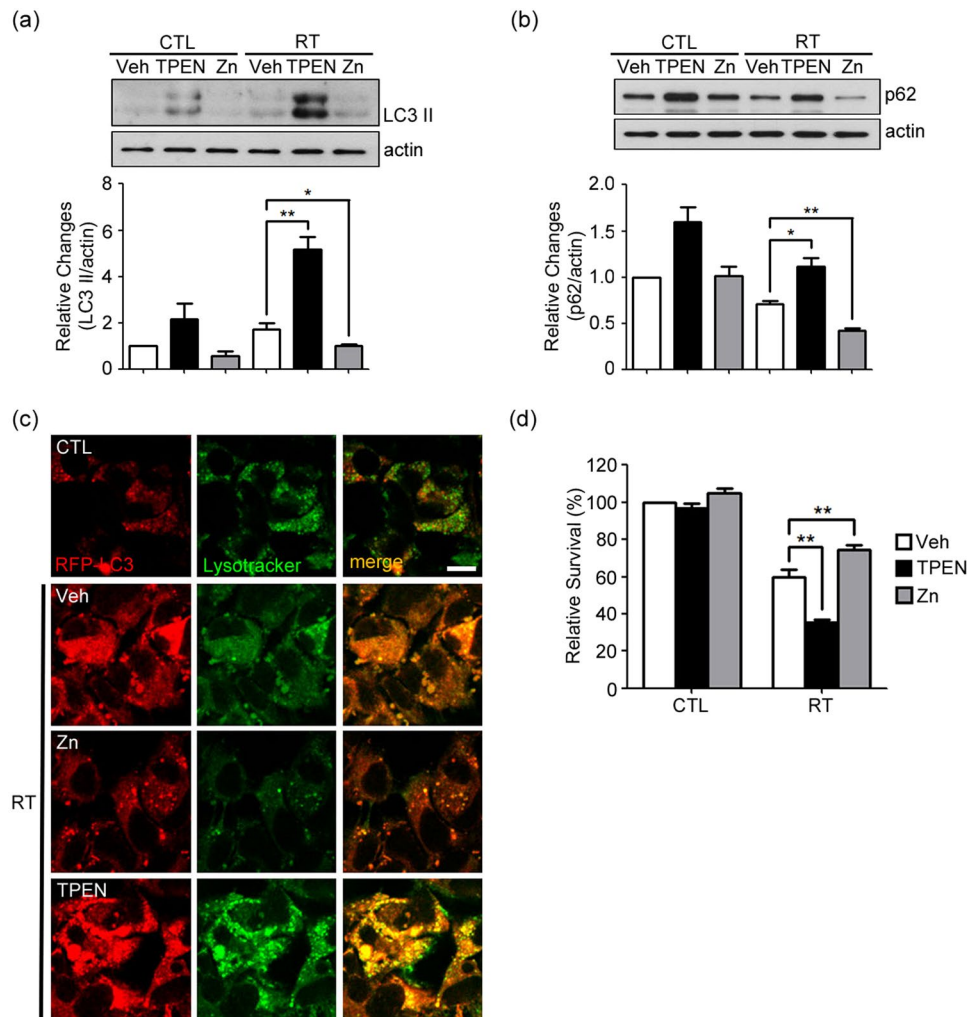 (a)
CTL RT
Veh TPEN Zn Veh TPEN Zn
LC3 II
actin
Relative Changes
(LC3 II/actin)
8
6
4
2
0
*
**
(b)
CTL RT
Veh TPEN Zn Veh TPEN Zn
p62
actin
Relative Changes
(p62/actin)
2.0
1.5
1.0
0.5
0
**
*
(c)
CTL
RFP-LC3 Lysotracker merge
Veh
Zn
RT
TPEN
(d)
Relative Survival (%)
120
100
80
60
40
20
0
**
**
CTL RT
Veh
TPEN
Zn